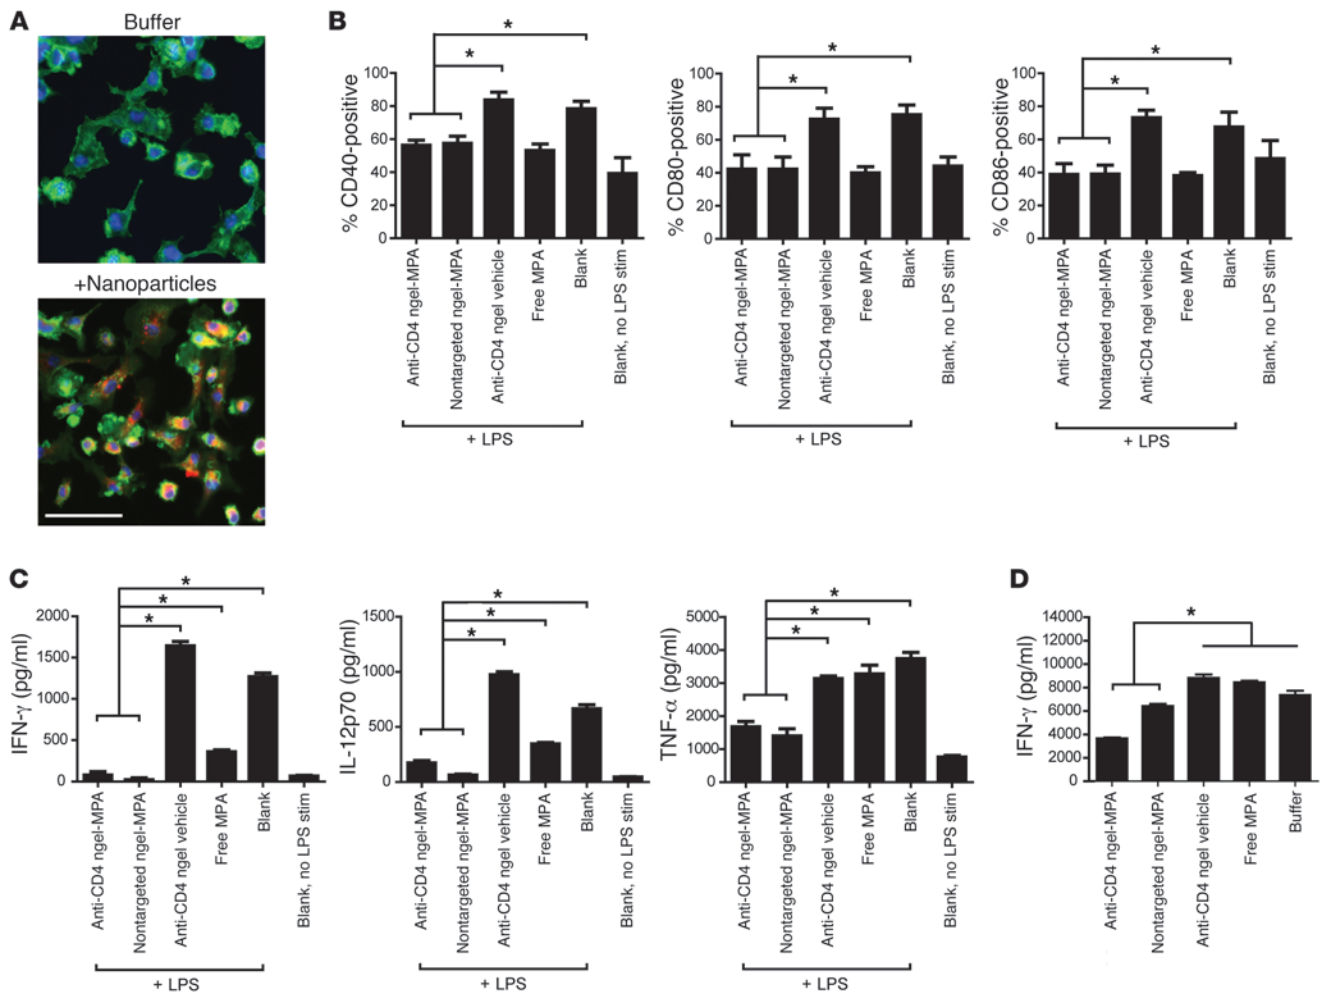 A
Buffer
+Nanoparticles
B
*
*
% CD40-positive
100
80
60
40
20
0
Anti-CD4 ngel-MPA
Nontargeted ngel-MPA
Anti-CD4 ngel vehicle
Free MPA
Blank
Blank, no LPS stim
+ LPS
*
*
% CD80-positive
100
80
60
40
20
0
Anti-CD4 ngel-MPA
Nontargeted ngel-MPA
Anti-CD4 ngel vehicle
Free MPA
Blank
Blank, no LPS stim
+ LPS
*
*
% CD86-positive
100
80
60
40
20
0
Anti-CD4 ngel-MPA
Nontargeted ngel-MPA
Anti-CD4 ngel vehicle
Free MPA
Blank
Blank, no LPS stim
+ LPS
C
*
*
*
IFN-γ (pg/ml)
2000
1500
1000
500
0
Anti-CD4 ngel-MPA
Nontargeted ngel-MPA
Anti-CD4 ngel vehicle
Free MPA
Blank
Blank, no LPS stim
+ LPS
*
*
*
IL-12p70 (pg/ml)
1500
1000
500
0
Anti-CD4 ngel-MPA
Nontargeted ngel-MPA
Anti-CD4 ngel vehicle
Free MPA
Blank
Blank, no LPS stim
+ LPS
*
*
*
TNF-α (pg/ml)
5000
4000
3000
2000
1000
0
Anti-CD4 ngel-MPA
Nontargeted ngel-MPA
Anti-CD4 ngel vehicle
Free MPA
Blank
Blank, no LPS stim
+ LPS
D
*
IFN-γ (pg/ml)
14000
12000
10000
8000
6000
4000
2000
0
Anti-CD4 ngel-MPA
Nontargeted ngel-MPA
Anti-CD4 ngel vehicle
Free MPA
Buffer